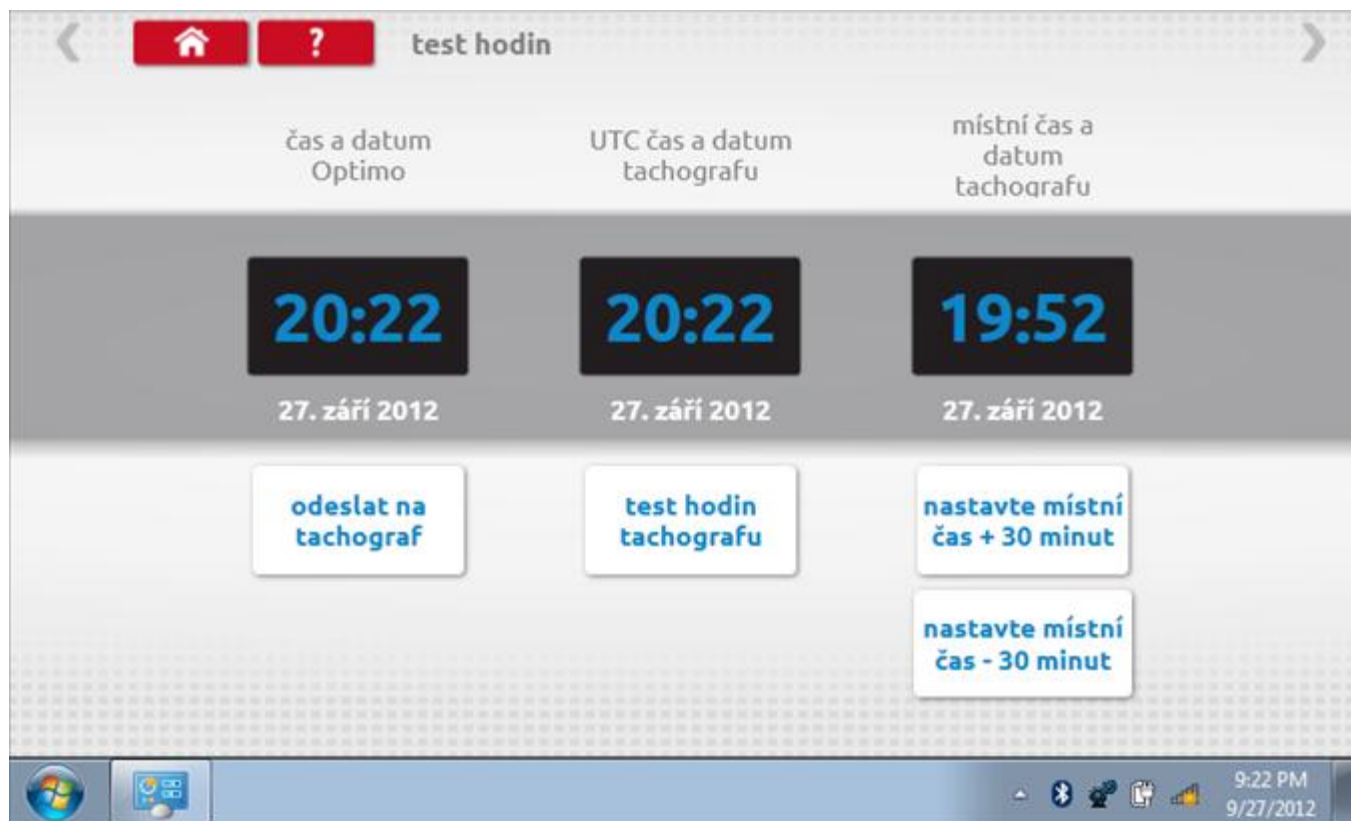 ?
test hodin
čas a datum
Optimo
UTC čas a datum
tachografu
místní čas a
datum
tachografu
20:22
20:22
19:52
27. září 2012
27. září 2012
27. září 2012
odeslat na
tachograf
test hodin
tachografu
nastavte místní
čas + 30 minut
nastavte místní
čas - 30 minut
9:22 PM
9/27/2012